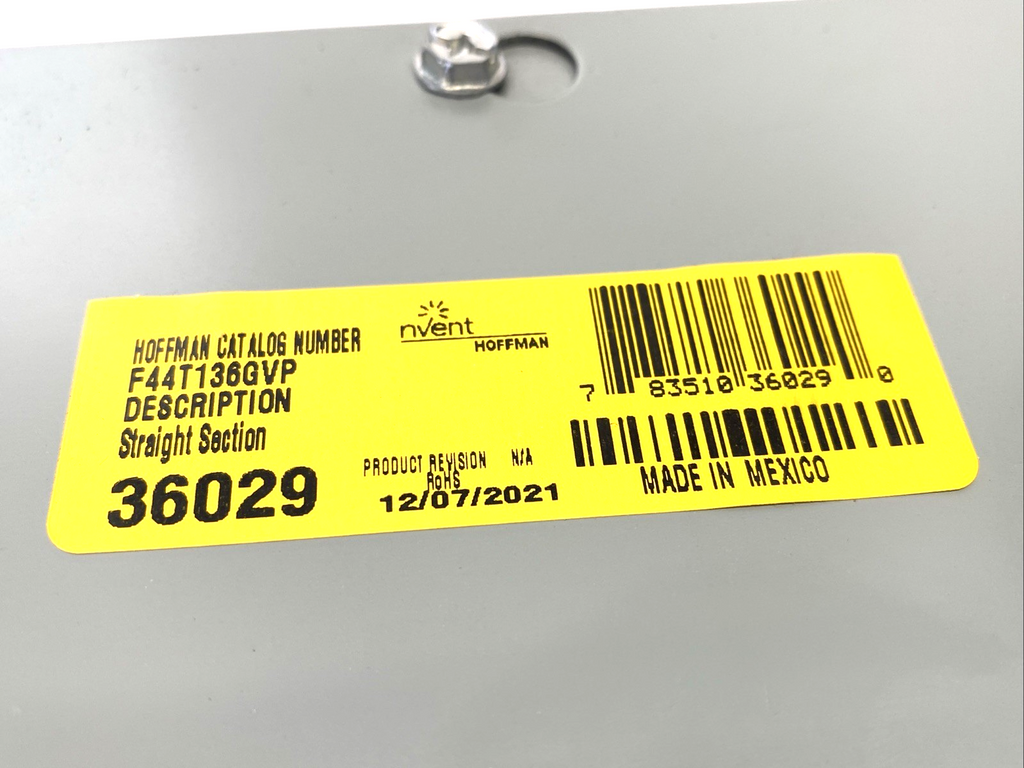 HOFFMAN CATALOG NUMBER
F44T136GVP
DESCRIPTION
Straight Section
36029
nvent
HOFFMAN
PRODUCT REVISION N/A
RoHS
12/07/2021
7 83510 36029 0
MADE IN MEXICO